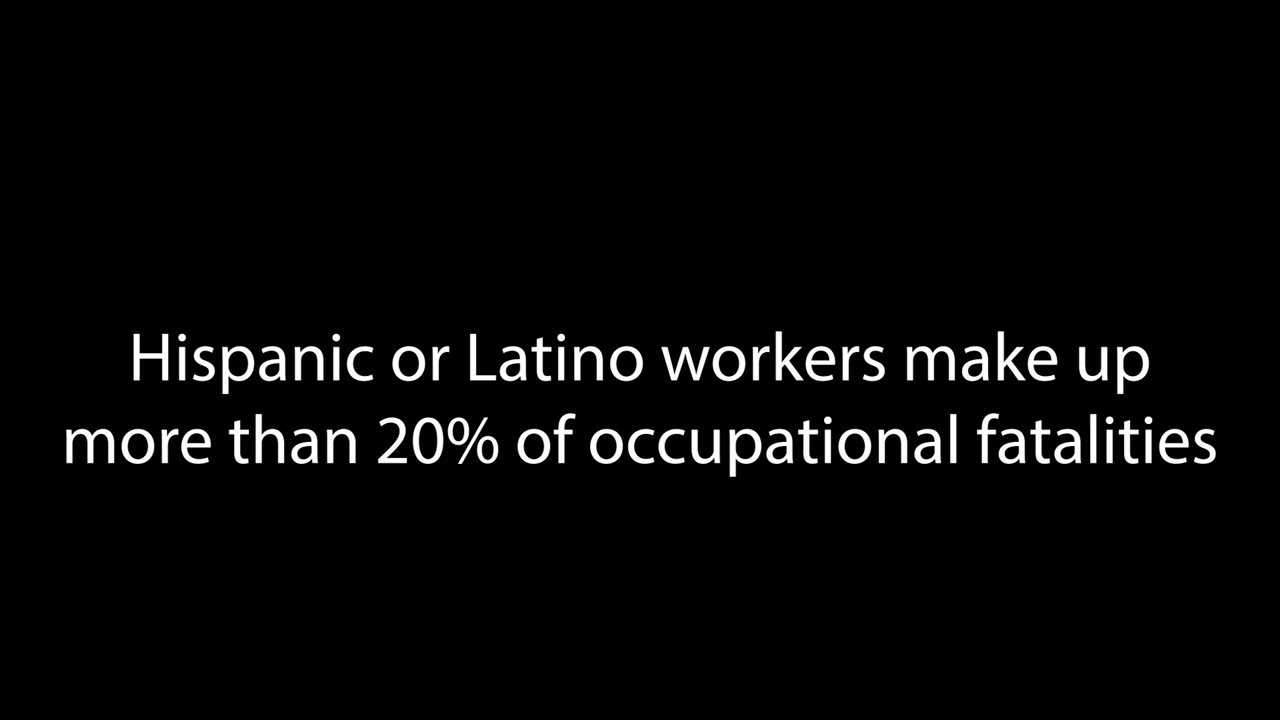 Hispanic or Latino workers make up
more than 20% of occupational fatalities